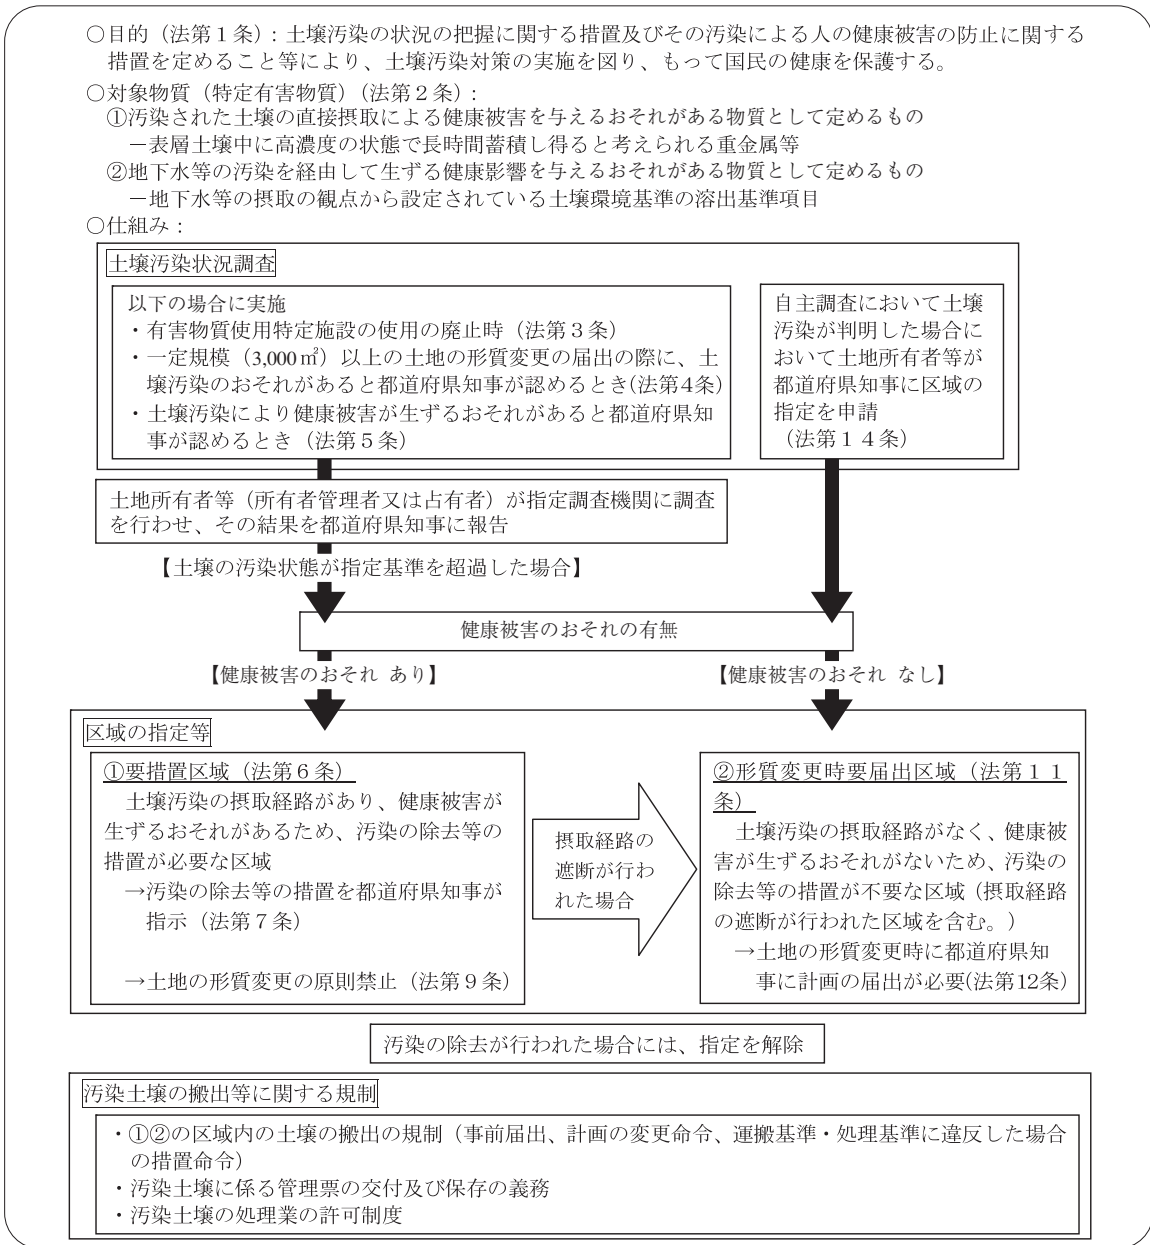 ○目的（法第１条）：土壌汚染の状況の把握に関する措置及びその汚染による人の健康被害の防止に関する
措置を定めること等により、土壌汚染対策の実施を図り、もって国民の健康を保護する。
○対象物質（特定有害物質）（法第２条）：
①汚染された土壌の直接摂取による健康被害を与えるおそれがある物質として定めるもの
－表層土壌中に高濃度の状態で長時間蓄積し得ると考えられる重金属等
②地下水等の汚染を経由して生ずる健康影響を与えるおそれがある物質として定めるもの
－地下水等の摂取の観点から設定されている土壌環境基準の溶出基準項目
○仕組み：
土壌汚染状況調査
以下の場合に実施
・有害物質使用特定施設の使用の廃止時（法第３条）
・一定規模（3,000㎡）以上の土地の形質変更の届出の際に、土
壌汚染のおそれがあると都道府県知事が認めるとき(法第4条)
・土壌汚染により健康被害が生ずるおそれがあると都道府県知
事が認めるとき（法第５条）
自主調査において土壌
汚染が判明した場合に
おいて土地所有者等が
都道府県知事に区域の
指定を申請
（法第１４条）
土地所有者等（所有者管理者又は占有者）が指定調査機関に調査
を行わせ、その結果を都道府県知事に報告
【土壌の汚染状態が指定基準を超過した場合】
健康被害のおそれの有無
【健康被害のおそれ あり】
【健康被害のおそれ なし】
区域の指定等
①要措置区域（法第６条）
土壌汚染の摂取経路があり、健康被害が
生ずるおそれがあるため、汚染の除去等の
措置が必要な区域
→汚染の除去等の措置を都道府県知事が
指示（法第７条）
→土地の形質変更の原則禁止（法第９条）
摂取経路の
遮断が行わ
れた場合
②形質変更時要届出区域（法第１１
条）
土壌汚染の摂取経路がなく、健康被
害が生ずるおそれがないため、汚染の
除去等の措置が不要な区域（摂取経路
の遮断が行われた区域を含む。）
→土地の形質変更時に都道府県知
事に計画の届出が必要(法第12条)
汚染の除去が行われた場合には、指定を解除
汚染土壌の搬出等に関する規制
・①②の区域内の土壌の搬出の規制（事前届出、計画の変更命令、運搬基準・処理基準に違反した場合
の措置命令）
・汚染土壌に係る管理票の交付及び保存の義務
・汚染土壌の処理業の許可制度